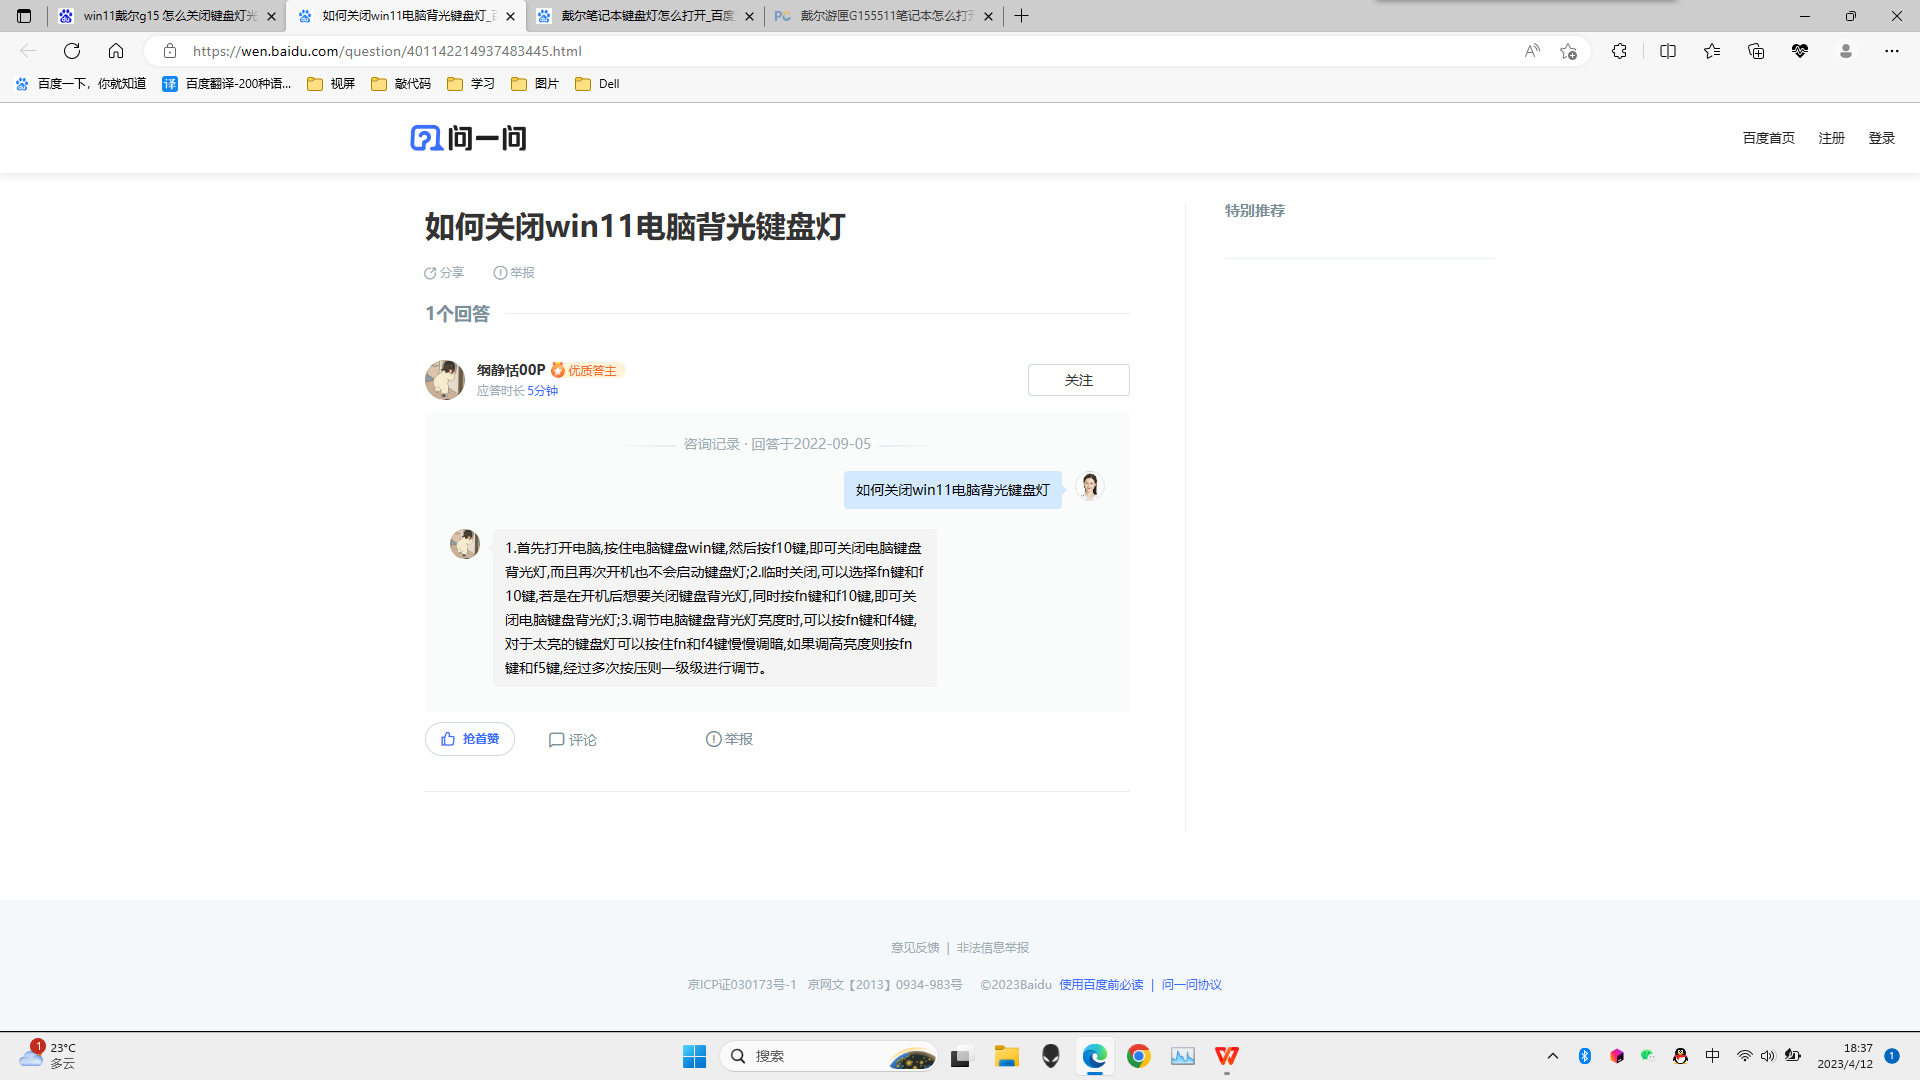 win11戴尔g15 怎么关闭键盘灯光
如何关闭win11电脑背光键盘灯_百
戴尔笔记本键盘灯怎么打开_百度
戴尔游匣G155511笔记本怎么打开
https://wen.baidu.com/question/401142214937483445.html
百度一下，你就知道
译 百度翻译-200种语...
视屏
敲代码
学习
图片
Dell
问一问
百度首页
注册
登录
如何关闭win11电脑背光键盘灯
特别推荐
分享
举报
1个回答
纲静恬00P 优质答主
应答时长 5分钟
关注
咨询记录 · 回答于2022-09-05
如何关闭win11电脑背光键盘灯
1.首先打开电脑,按住电脑键盘win键,然后按f10键,即可关闭电脑键盘
背光灯,而且再次开机也不会启动键盘灯;2.临时关闭,可以选择fn键和f
10键,若是在开机后想要关闭键盘背光灯,同时按fn键和f10键,即可关
闭电脑键盘背光灯;3.调节电脑键盘背光灯亮度时,可以按fn键和f4键,
对于太亮的键盘灯可以按住fn和f4键慢慢调暗,如果调高亮度则按fn
键和f5键,经过多次按压则一级级进行调节。
抢首赞
评论
举报
意见反馈 | 非法信息举报
京ICP证030173号-1 京网文【2013】0934-983号 ©2023Baidu 使用百度前必读 | 问一问协议
1
23°C
多云
搜索
中
18:37
2023/4/12
1